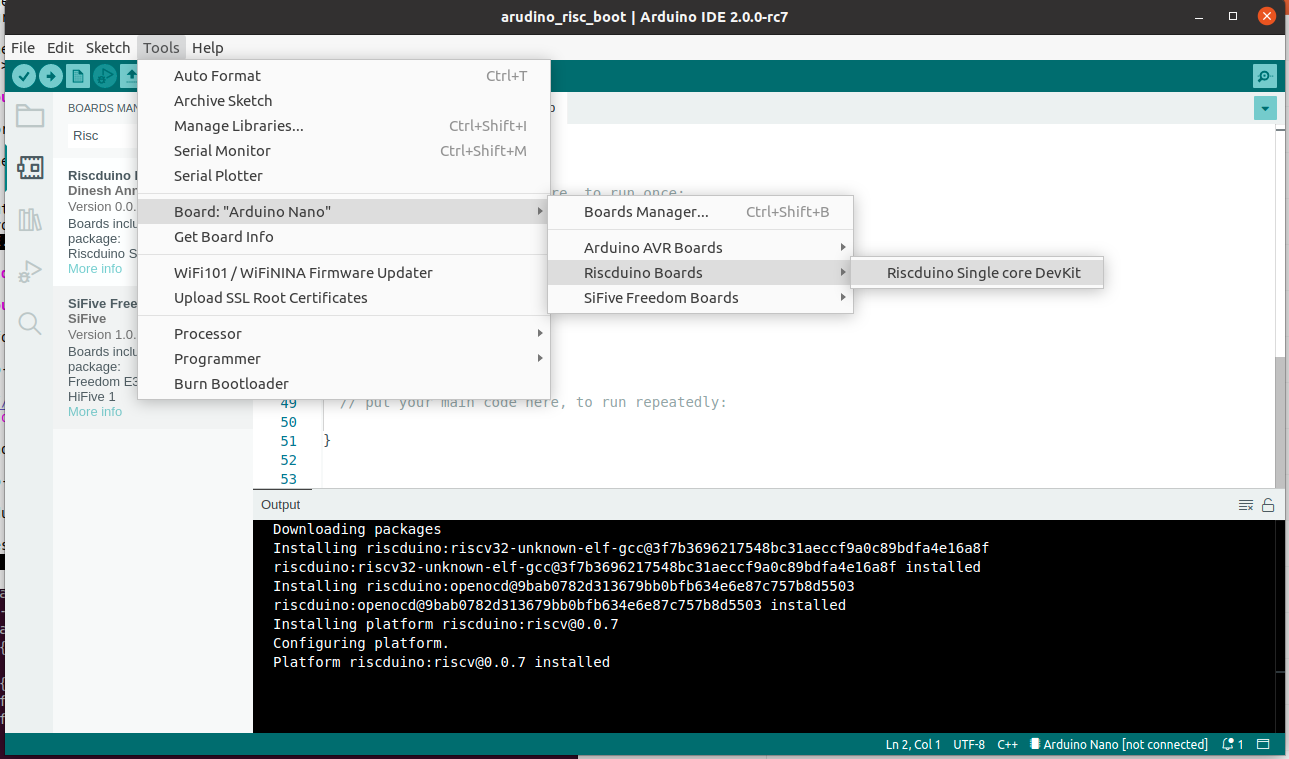 arudino_risc_boot | Arduino IDE 2.0.0-rc7
File Edit Sketch Tools Help
BOARDS MAN
Risc
Riscduino
Dinesh Ann
Version 0.0.
Boards inclu
package:
Riscduino S
More info
SiFive Free
SiFive
Version 1.0.
Boards inclu
package:
Freedom E3
HiFive 1
More info
Auto Format Ctrl+T
Archive Sketch
Manage Libraries... Ctrl+Shift+I
Serial Monitor Ctrl+Shift+M
Serial Plotter
Board: "Arduino Nano"
Get Board Info
WiFi101 / WiFiNINA Firmware Updater
Upload SSL Root Certificates
Processor
Programmer
Burn Bootloader
Boards Manager... Ctrl+Shift+B
Arduino AVR Boards
Riscduino Boards
SiFive Freedom Boards
Riscduino Single core DevKit
re, to run once:
49 // put your main code here, to run repeatedly:
50
51 }
52
53
Output
Downloading packages
Installing riscduino:riscv32-unknown-elf-gcc@3f7b3696217548bc31aeccf9a0c89bdfa4e16a8f
riscduino:riscv32-unknown-elf-gcc@3f7b3696217548bc31aeccf9a0c89bdfa4e16a8f installed
Installing riscduino:openocd@9bab0782d313679bb0bfb634e6e87c757b8d5503
riscduino:openocd@9bab0782d313679bb0bfb634e6e87c757b8d5503 installed
Installing platform riscduino:riscv@0.0.7
Configuring platform.
Platform riscduino:riscv@0.0.7 installed
Ln 2, Col 1 UTF-8 C++ Arduino Nano [not connected] 1